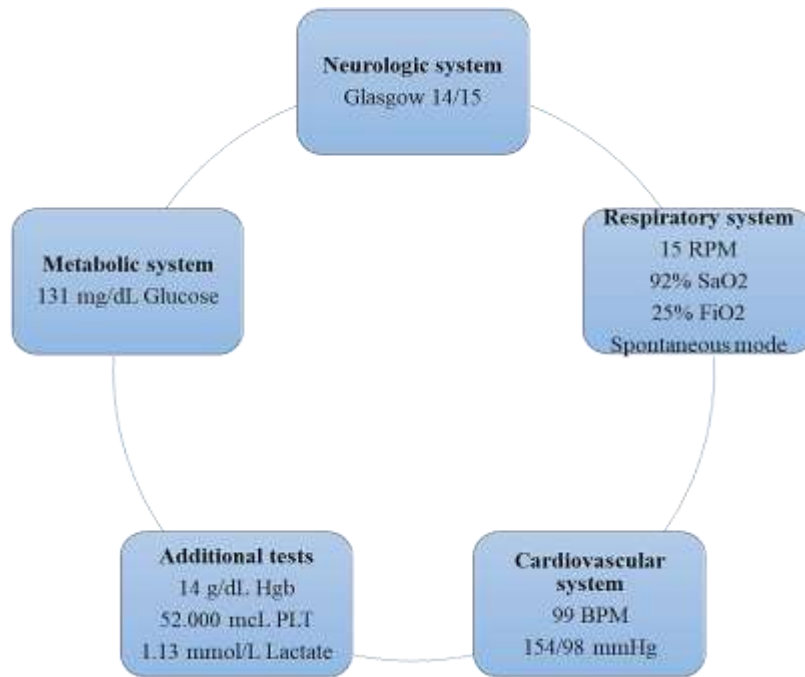 Neurologic system
Glasgow 14/15
Respiratory system
15 RPM
92% SaO2
25% FiO2
Spontaneous mode
Cardiovascular
system
99 BPM
154/98 mmHg
Additional tests
14 g/dL Hgb
52.000 mcL PLT
1.13 mmol/L Lactate
Metabolic system
131 mg/dL Glucose